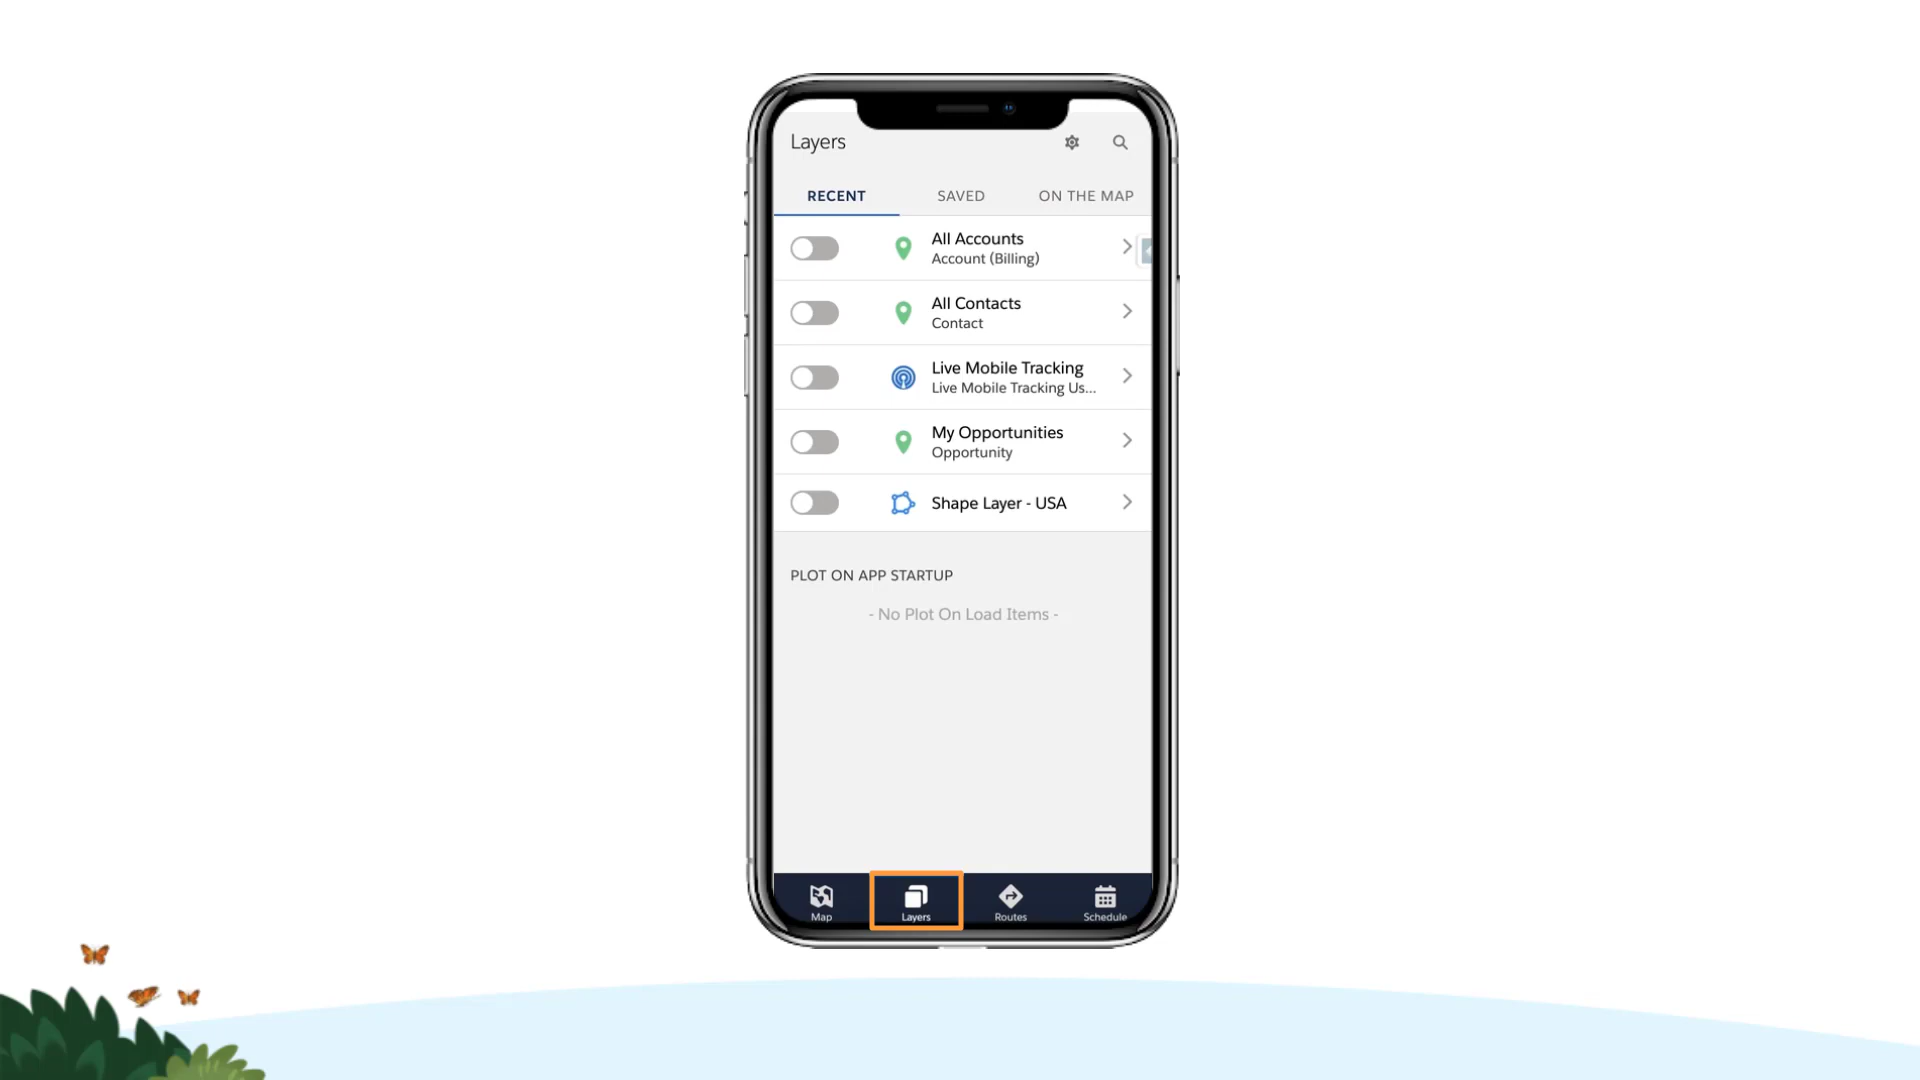 Layers
RECENT SAVED ON THE MAP
All Accounts
Account (Billing)
All Contacts
Contact
Live Mobile Tracking
Live Mobile Tracking Us...
My Opportunities
Opportunity
Shape Layer - USA
PLOT ON APP STARTUP
- No Plot On Load Items -
Map Layers Routes Schedule